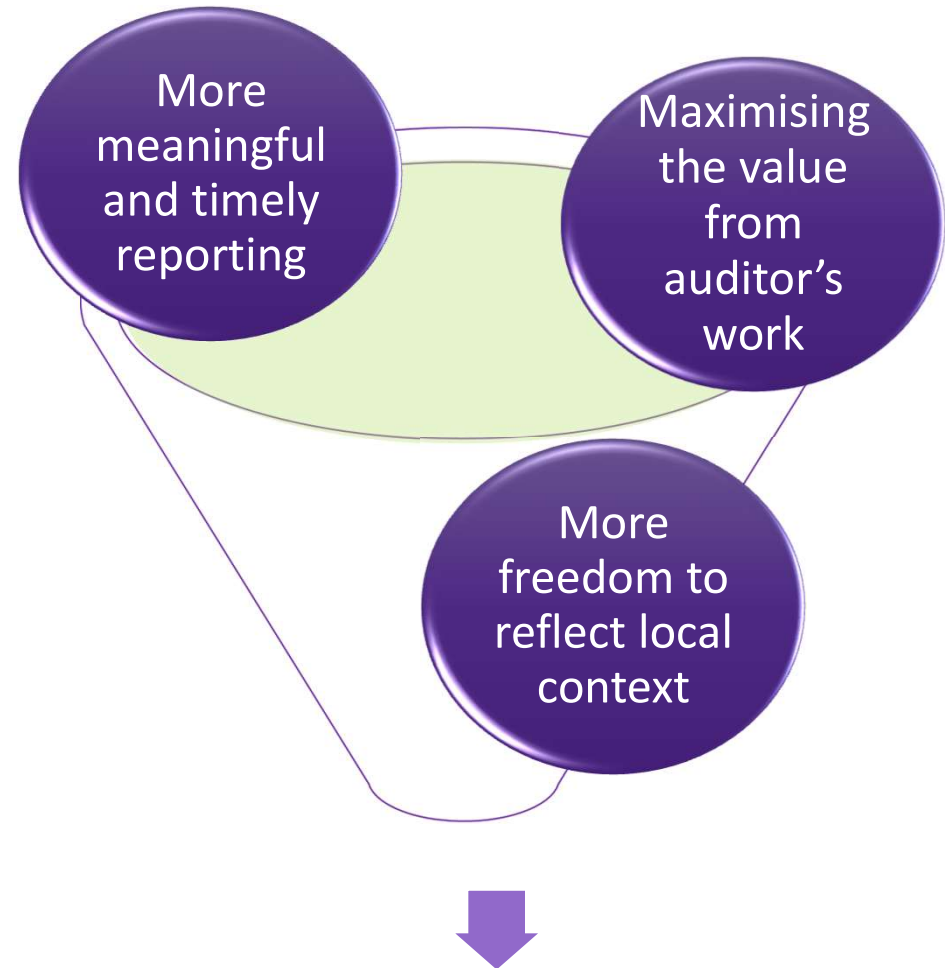 More
meaningful
and timely
reporting
Maximising
the value
from
auditor’s
work
More
freedom to
reflect local
context